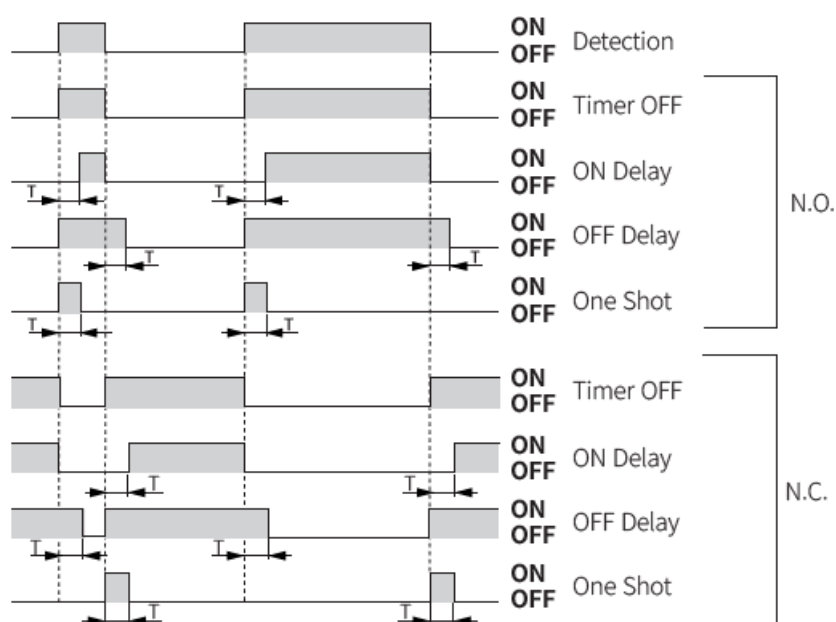 ON
OFF Detection
ON
OFF Timer OFF
ON
OFF ON Delay
T T
ON
OFF OFF Delay
T T
N.O.
ON
OFF One Shot
T T
ON
OFF Timer OFF
ON
OFF ON Delay
T T
N.C.
ON
OFF OFF Delay
T T
ON
OFF One Shot
T T